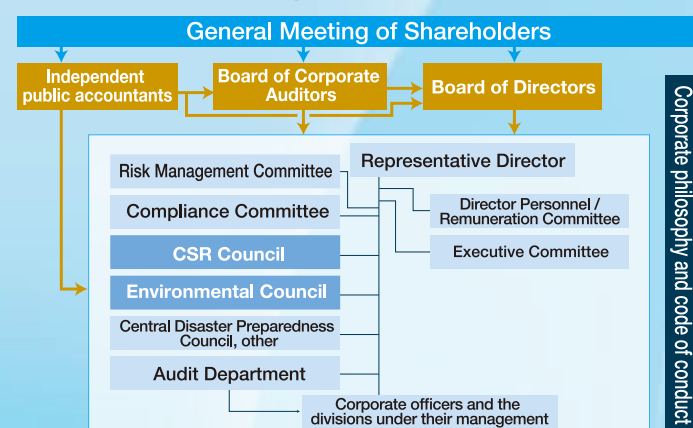 General Meeting of Shareholders
Independent
public accountants
Board of Corporate
Auditors
Board of Directors
Representative Director
Risk Management Committee
Compliance Committee
Director Personnel /
Remuneration Committee
CSR Council
Executive Committee
Environmental Council
Central Disaster Preparedness
Council, other
Audit Department
Corporate officers and the
divisions under their management
Corporate philosophy and code of conduct